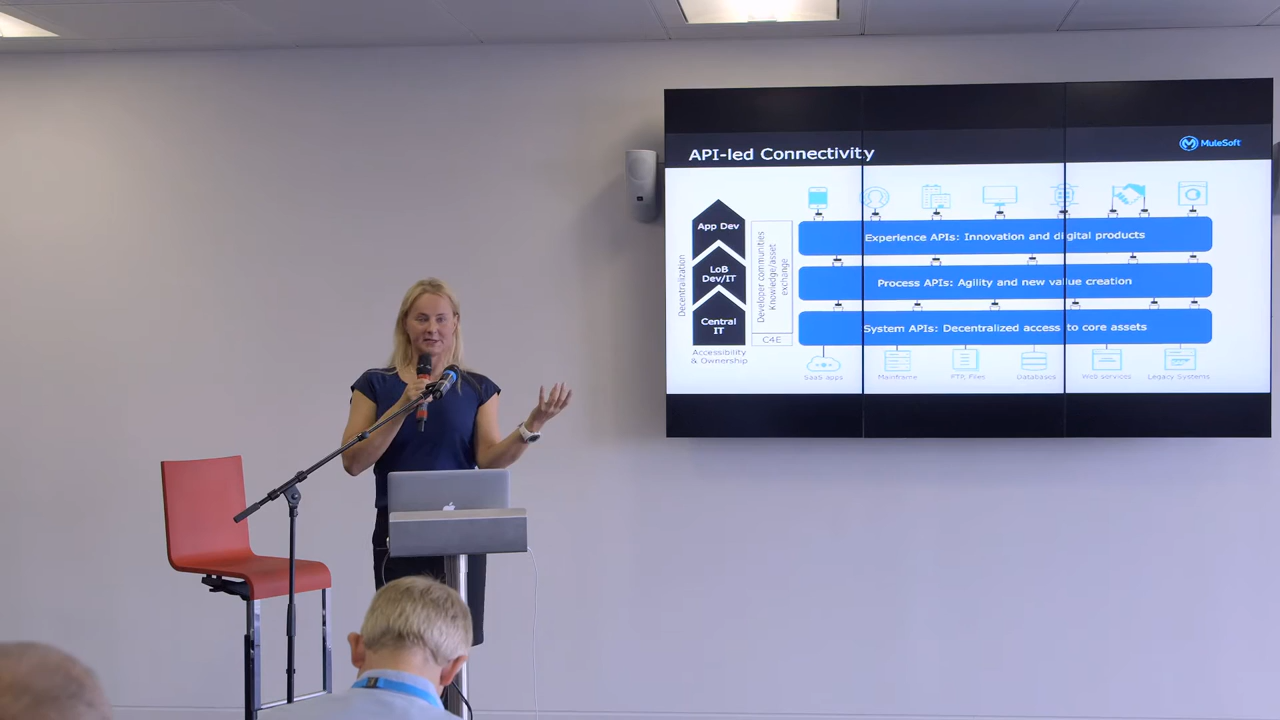 API-led Connectivity
MuleSoft
App Dev
LoB
Dev/IT
Central
IT
Accessibility
& Ownership
Decentralization
Developer communities
Knowledge/asset
exchange
C4E
Experience APIs: Innovation and digital products
Process APIs: Agility and new value creation
System APIs: Decentralized access to core assets
SaaS apps
Mainframe
FTP, Files
Databases
Web services
Legacy Systems